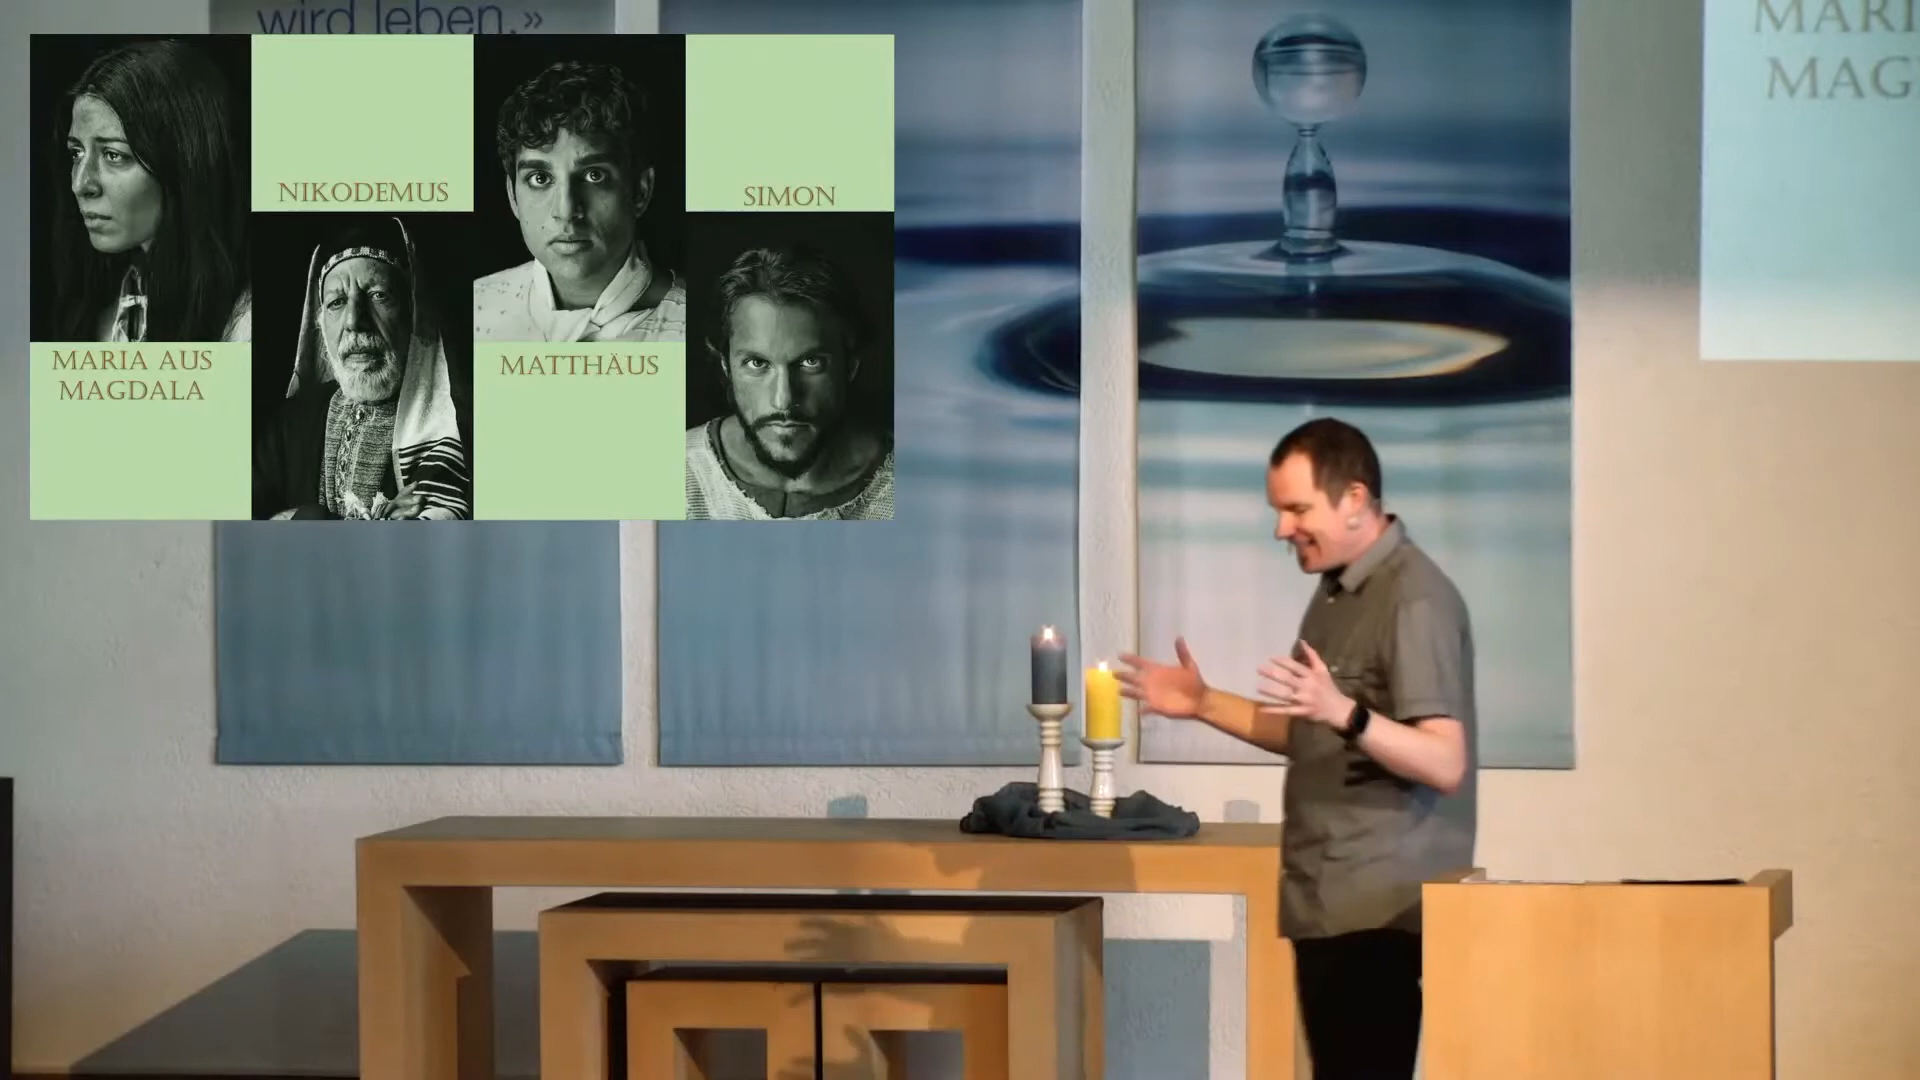 wird leben.»
NIKODEMUS
SIMON
MARIA AUS
MAGDALA
MATTHÄUS
MARI
MAG